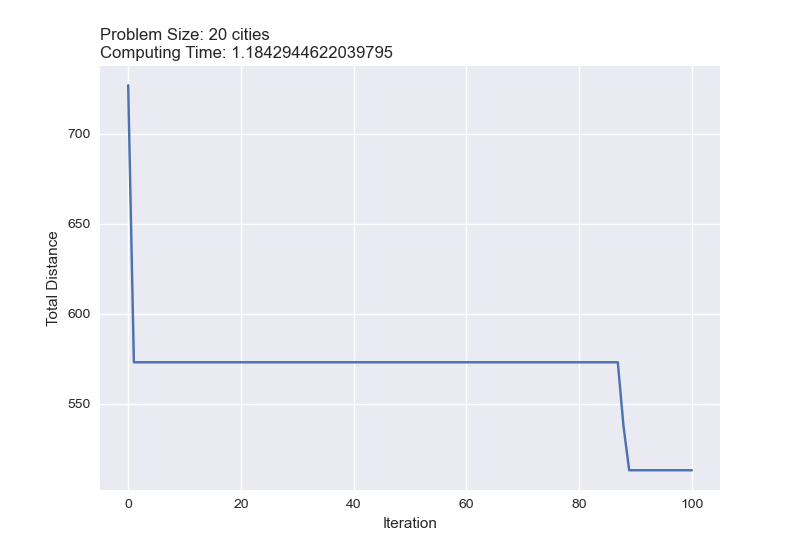 Problem Size: 20 cities
Computing Time: 1.1842944622039795
700
650
600
550
Total Distance
0 20 40 60 80 100
Iteration